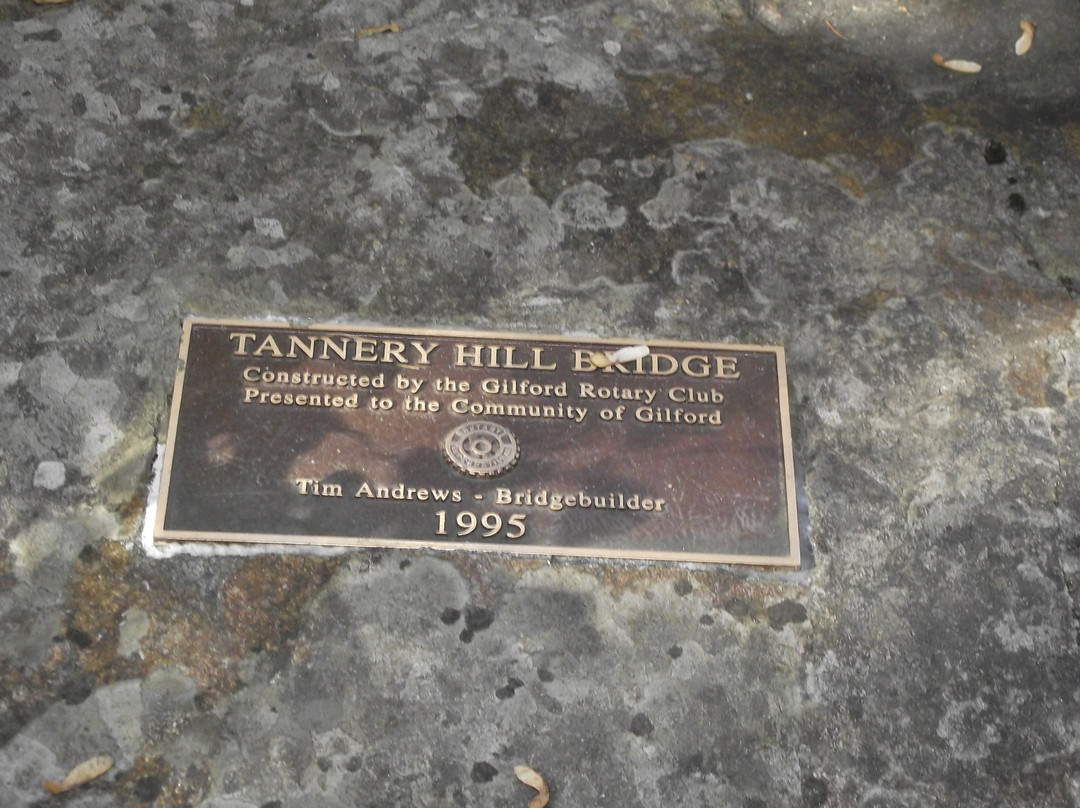 TANNERY HILL BRIDGE
Constructed by the Gilford Rotary Club
Presented to the Community of Gilford
Tim Andrews - Bridgebuilder
1995